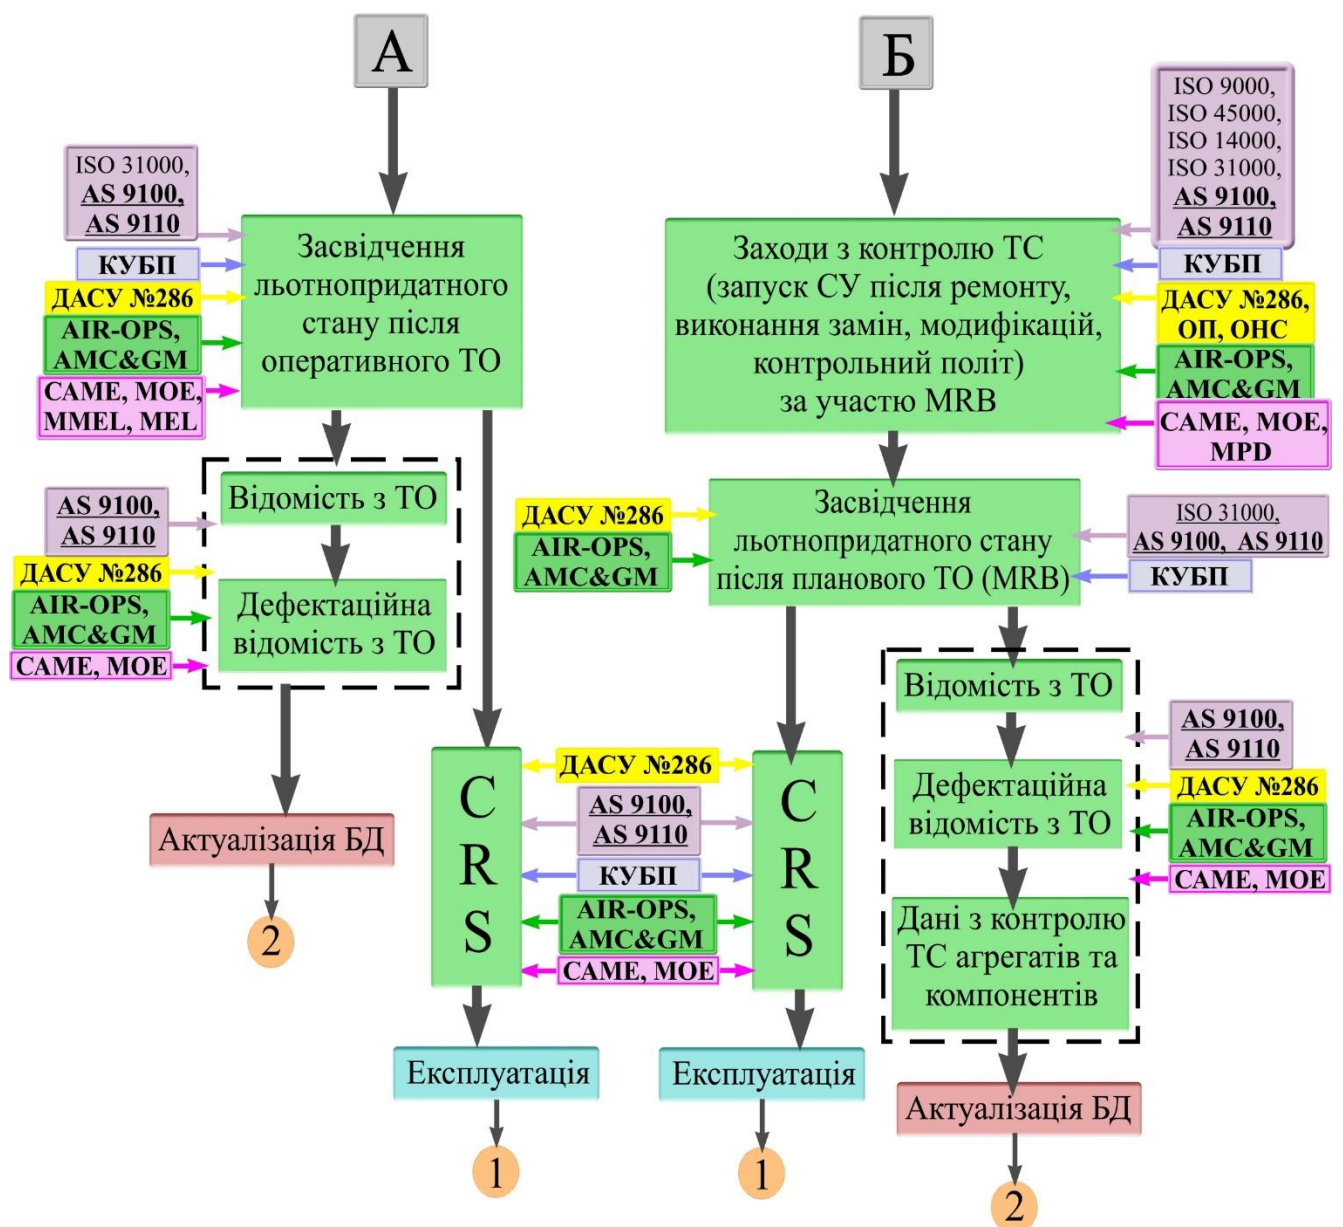 А
Б
ISO 31000,
AS 9100,
AS 9110
КУБП
ДАСУ №286
AIR-OPS,
AMC&GM
CAME, MOE,
MMEL, MEL
Засвідчення
льотнопридатного
стану після
оперативного ТО
Заходи з контролю ТС
(запуск СУ після ремонту,
виконання замін, модифікацій,
контрольний політ)
за участю MRB
ISO 9000,
ISO 45000,
ISO 14000,
ISO 31000,
AS 9100,
AS 9110
КУБП
ДАСУ №286,
ОП, ОНС
AIR-OPS,
AMC&GM
CAME, MOE,
MPD
AS 9100,
AS 9110
ДАСУ №286
AIR-OPS,
AMC&GM
CAME, MOE
Відомість з ТО
Дефектаційна
відомість з ТО
Актуалізація БД
2
ДАСУ №286
AIR-OPS,
AMC&GM
Засвідчення
льотнопридатного стану
після планового ТО (MRB)
ISO 31000,
AS 9100, AS 9110
КУБП
C
R
S
ДАСУ №286
AS 9100,
AS 9110
КУБП
AIR-OPS,
AMC&GM
CAME, MOE
C
R
S
Експлуатація
1
Експлуатація
1
Відомість з ТО
Дефектаційна
відомість з ТО
Дані з контролю
ТС агрегатів та
компонентів
AS 9100,
AS 9110
ДАСУ №286
AIR-OPS,
AMC&GM
CAME, MOE
Актуалізація БД
2